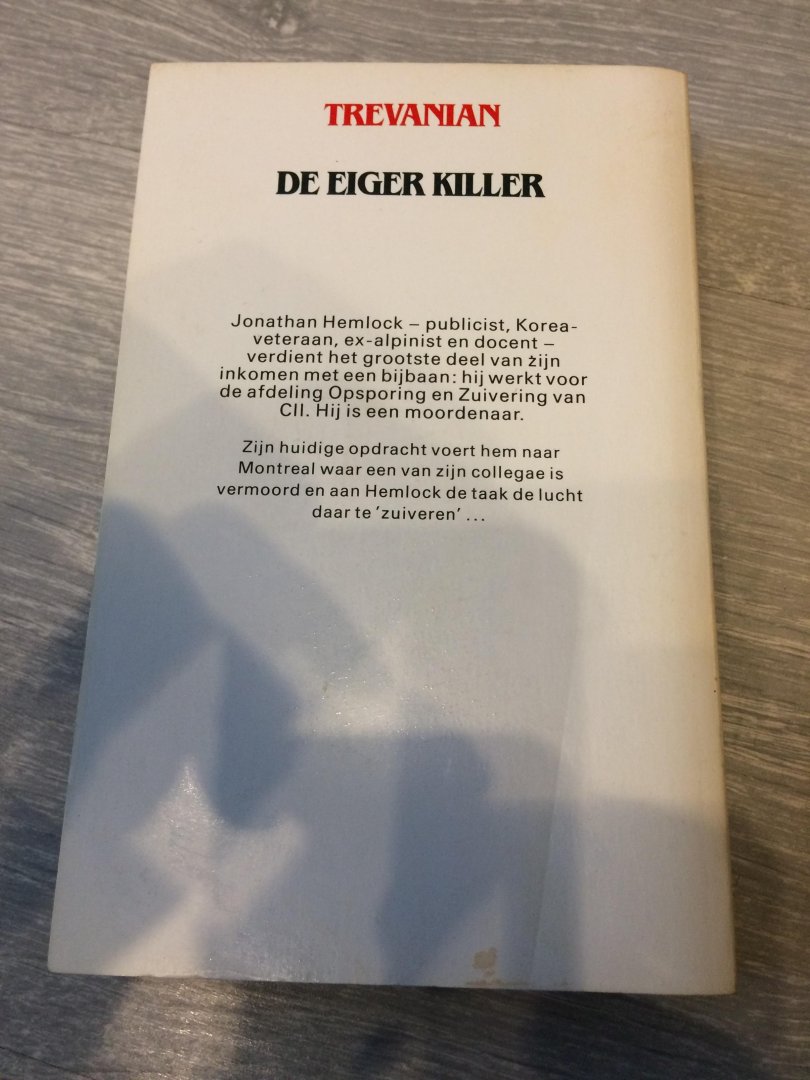 TREVANIAN
DE EIGER KILLER
Jonathan Hemlock – publicist, Korea-
veteraan, ex-alpinist en docent –
verdient het grootste deel van zijn
inkomen met een bijbaan: hij werkt voor
de afdeling Opsporing en Zuivering van
CII. Hij is een moordenaar.
Zijn huidige opdracht voert hem naar
Montreal waar een van zijn collegae is
vermoord en aan Hemlock de taak de lucht
daar te ‘zuiveren’ ...